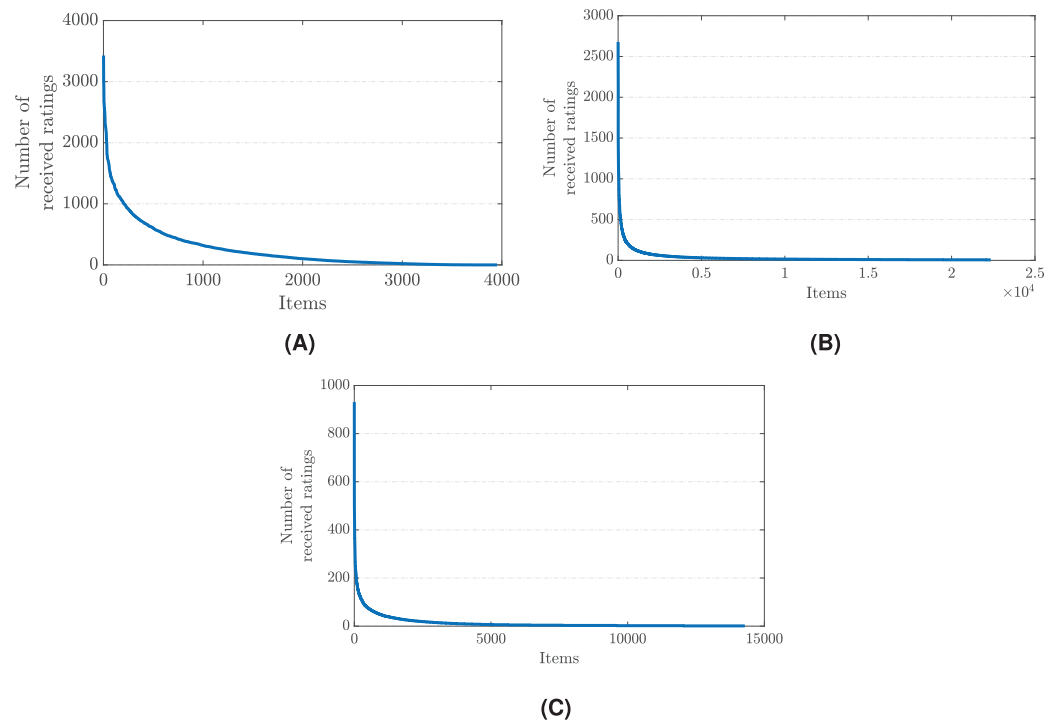 4000
3000
2000
1000
0
Number of
received ratings
0 1000 2000 3000 4000
Items
(A)
3000
2500
2000
1500
1000
500
0
Number of
received ratings
0 0.5 1 1.5 2 2.5
Items
×10⁴
(B)
1000
800
600
400
200
0
Number of
received ratings
0 5000 10000 15000
Items
(C)